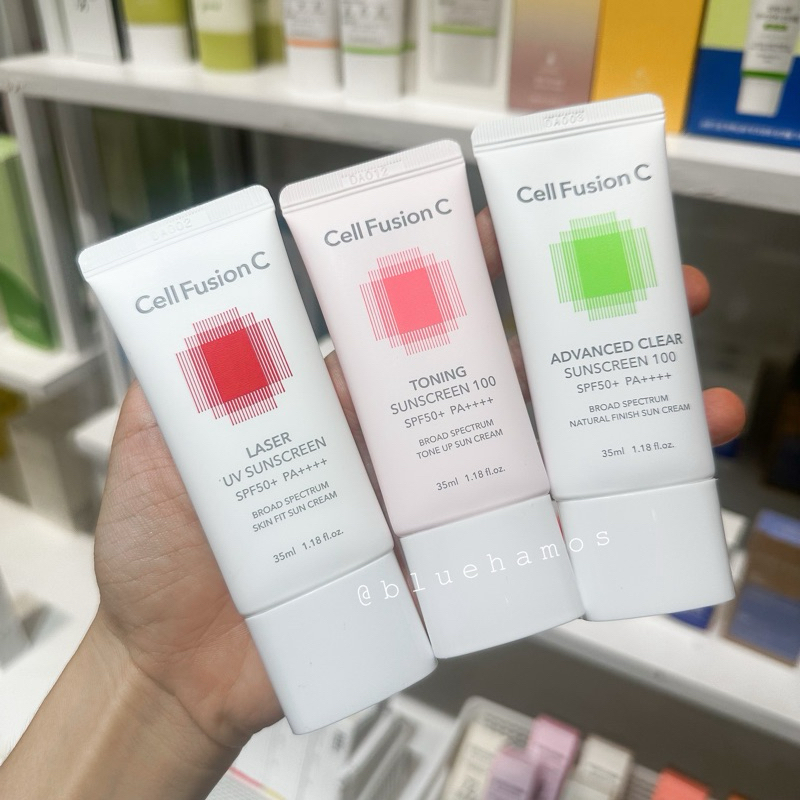 0A002
Cell Fusion C
LASER
UV SUNSCREEN
SPF50+ PA++++
BROAD SPECTRUM
SKIN FIT SUN CREAM
35ml 1.18 fl.oz.
0A012
Cell Fusion C
TONING
SUNSCREEN 100
SPF50+ PA++++
BROAD SPECTRUM
TONE UP SUN CREAM
35ml 1.18 fl.oz.
Cell Fusion C
ADVANCED CLEAR
SUNSCREEN 100
SPF50+ PA++++
BROAD SPECTRUM
NATURAL FINISH SUN CREAM
35ml 1.18 fl.oz.
@bluehamos